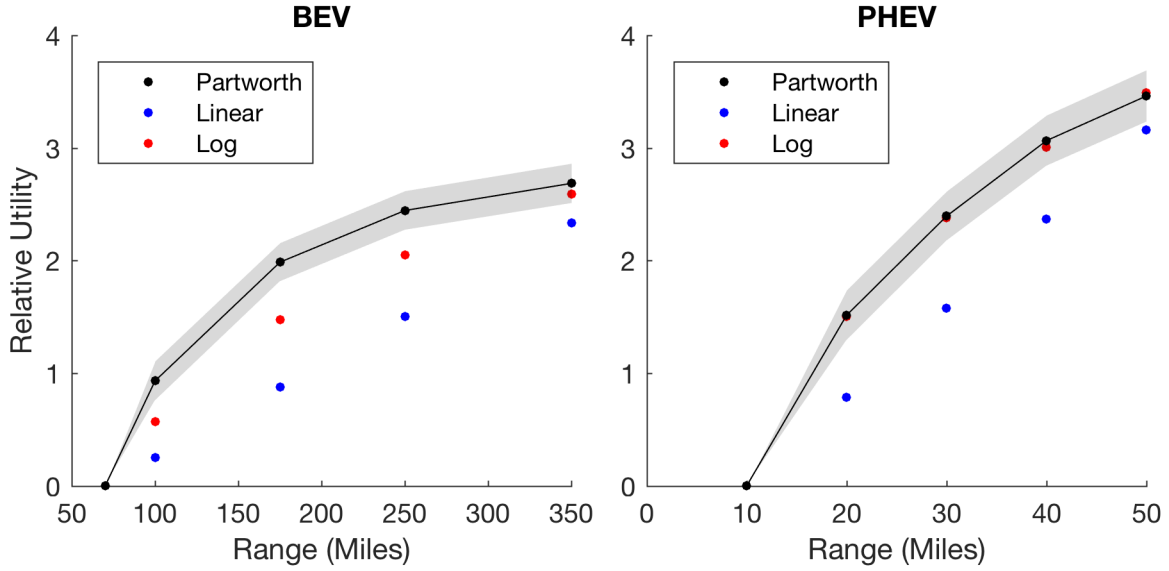 BEV
4
3
2
1
0
Relative Utility
Partworth
Linear
Log
50 100 150 200 250 300 350
Range (Miles)
PHEV
4
3
2
1
0
Partworth
Linear
Log
0 10 20 30 40 50
Range (Miles)